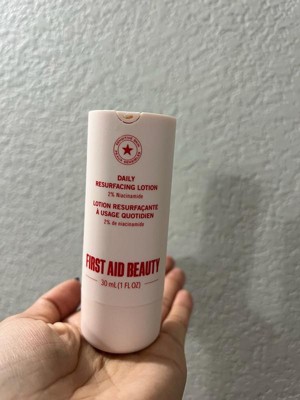 DAILY
RESURFACING LOTION
2% Niacinamide
LOTION RESURFAÇANTE
À USAGE QUOTIDIEN
2% de niacinamide
FIRST AID BEAUTY
30 mL (1 FL OZ)